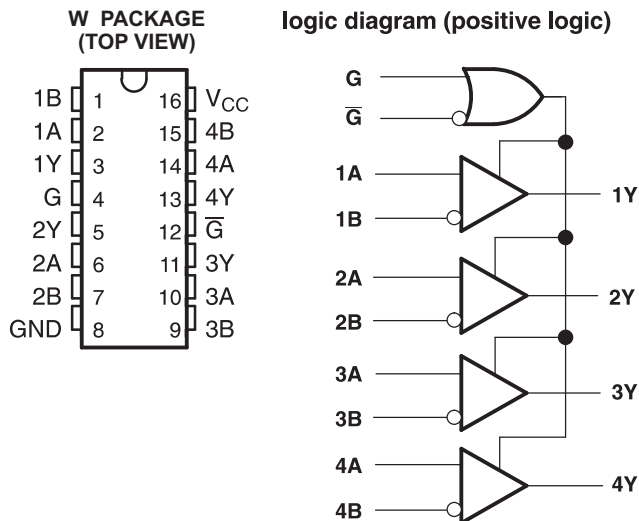 W PACKAGE
(TOP VIEW)
1B 1 16 VCC
1A 2 15 4B
1Y 3 14 4A
G 4 13 4Y
2Y 5 12 G̅
2A 6 11 3Y
2B 7 10 3A
GND 8 9 3B
logic diagram (positive logic)
G
G̅
1A
1B
1Y
2A
2B
2Y
3A
3B
3Y
4A
4B
4Y